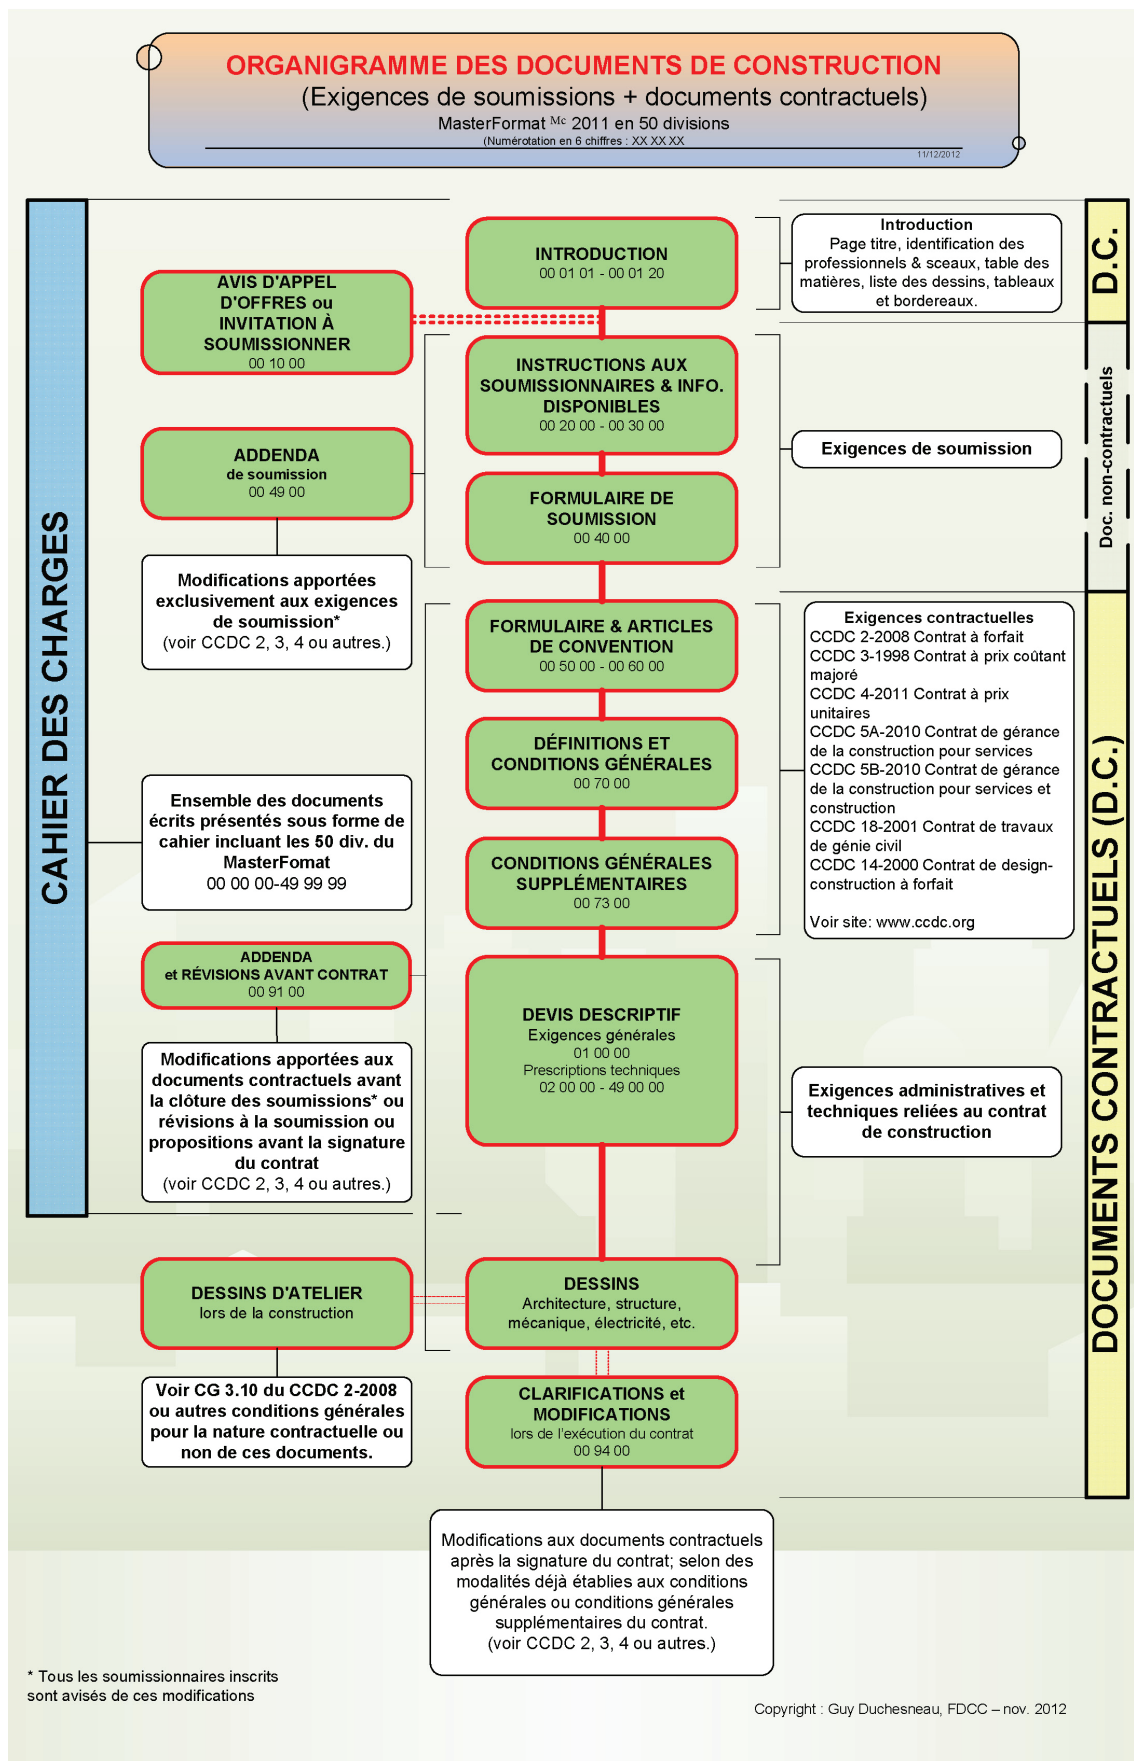 ORGANIGRAMME DES DOCUMENTS DE CONSTRUCTION
(Exigences de soumissions + documents contractuels)
MasterFormat Mc 2011 en 50 divisions
(Numérotation en 6 chiffres : XX XX XX
11/12/2012
CAHIER DES CHARGES
AVIS D'APPEL
D'OFFRES ou
INVITATION À
SOUMISSIONNER
00 10 00
ADDENDA
de soumission
00 49 00
Modifications apportées
exclusivement aux exigences
de soumission*
(voir CCDC 2, 3, 4 ou autres.)
Ensemble des documents
écrits présentés sous forme de
cahier incluant les 50 div. du
MasterFomat
00 00 00-49 99 99
ADDENDA
et RÉVISIONS AVANT CONTRAT
00 91 00
Modifications apportées aux
documents contractuels avant
la clôture des soumissions* ou
révisions à la soumission ou
propositions avant la signature
du contrat
(voir CCDC 2, 3, 4 ou autres.)
DESSINS D'ATELIER
lors de la construction
Voir CG 3.10 du CCDC 2-2008
ou autres conditions générales
pour la nature contractuelle ou
non de ces documents.
INTRODUCTION
00 01 01 - 00 01 20
INSTRUCTIONS AUX
SOUMISSIONNAIRES & INFO.
DISPONIBLES
00 20 00 - 00 30 00
FORMULAIRE DE
SOUMISSION
00 40 00
FORMULAIRE & ARTICLES
DE CONVENTION
00 50 00 - 00 60 00
DÉFINITIONS ET
CONDITIONS GÉNÉRALES
00 70 00
CONDITIONS GÉNÉRALES
SUPPLÉMENTAIRES
00 73 00
DEVIS DESCRIPTIF
Exigences générales
01 00 00
Prescriptions techniques
02 00 00 - 49 00 00
DESSINS
Architecture, structure,
mécanique, électricité, etc.
CLARIFICATIONS et
MODIFICATIONS
lors de l'exécution du contrat
00 94 00
Modifications aux documents contractuels
après la signature du contrat; selon des
modalités déjà établies aux conditions
générales ou conditions générales
supplémentaires du contrat.
(voir CCDC 2, 3, 4 ou autres.)
Introduction
Page titre, identification des
professionnels & sceaux, table des
matières, liste des dessins, tableaux
et bordereaux.
Exigences de soumission
Exigences contractuelles
CCDC 2-2008 Contrat à forfait
CCDC 3-1998 Contrat à prix coûtant
majoré
CCDC 4-2011 Contrat à prix
unitaires
CCDC 5A-2010 Contrat de gérance
de la construction pour services
CCDC 5B-2010 Contrat de gérance
de la construction pour services et
construction
CCDC 18-2001 Contrat de travaux
de génie civil
CCDC 14-2000 Contrat de design-
construction à forfait
Voir site: www.ccdc.org
Exigences administratives et
techniques reliées au contrat
de construction
D.C.
Doc. non-contractuels
DOCUMENTS CONTRACTUELS (D.C.)
* Tous les soumissionnaires inscrits
sont avisés de ces modifications
Copyright : Guy Duchesneau, FDCC – nov. 2012